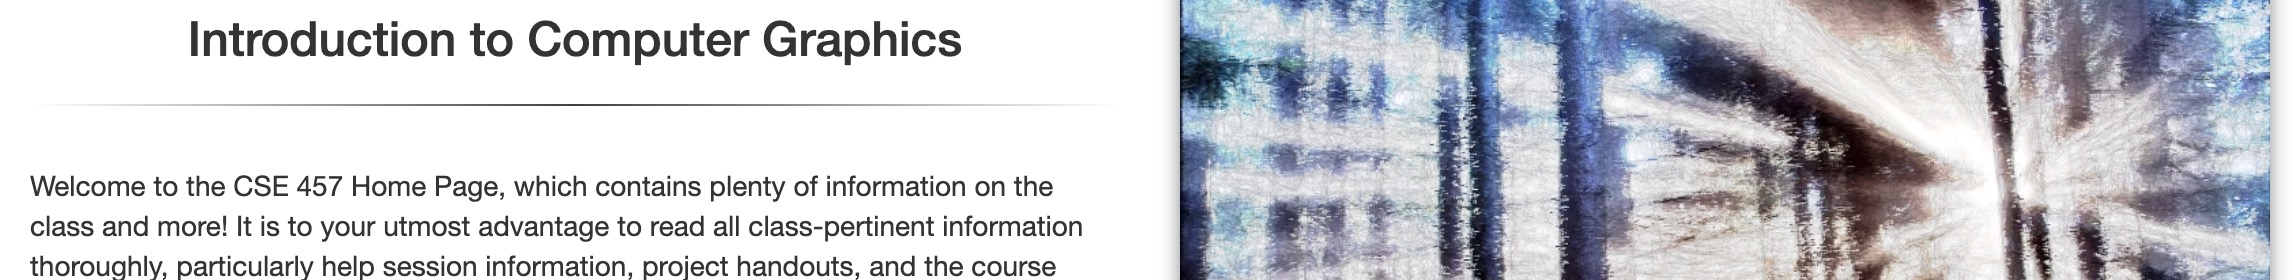 Introduction to Computer Graphics
Welcome to the CSE 457 Home Page, which contains plenty of information on the
class and more! It is to your utmost advantage to read all class-pertinent information
thoroughly, particularly help session information, project handouts, and the course